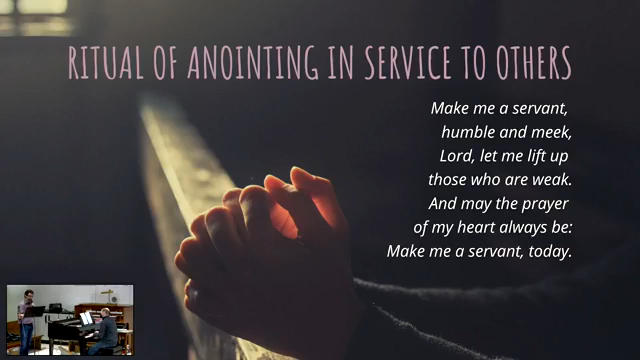 RITUAL OF ANOINTING IN SERVICE TO OTHERS
Make me a servant,
humble and meek,
Lord, let me lift up
those who are weak.
And may the prayer
of my heart always be:
Make me a servant, today.